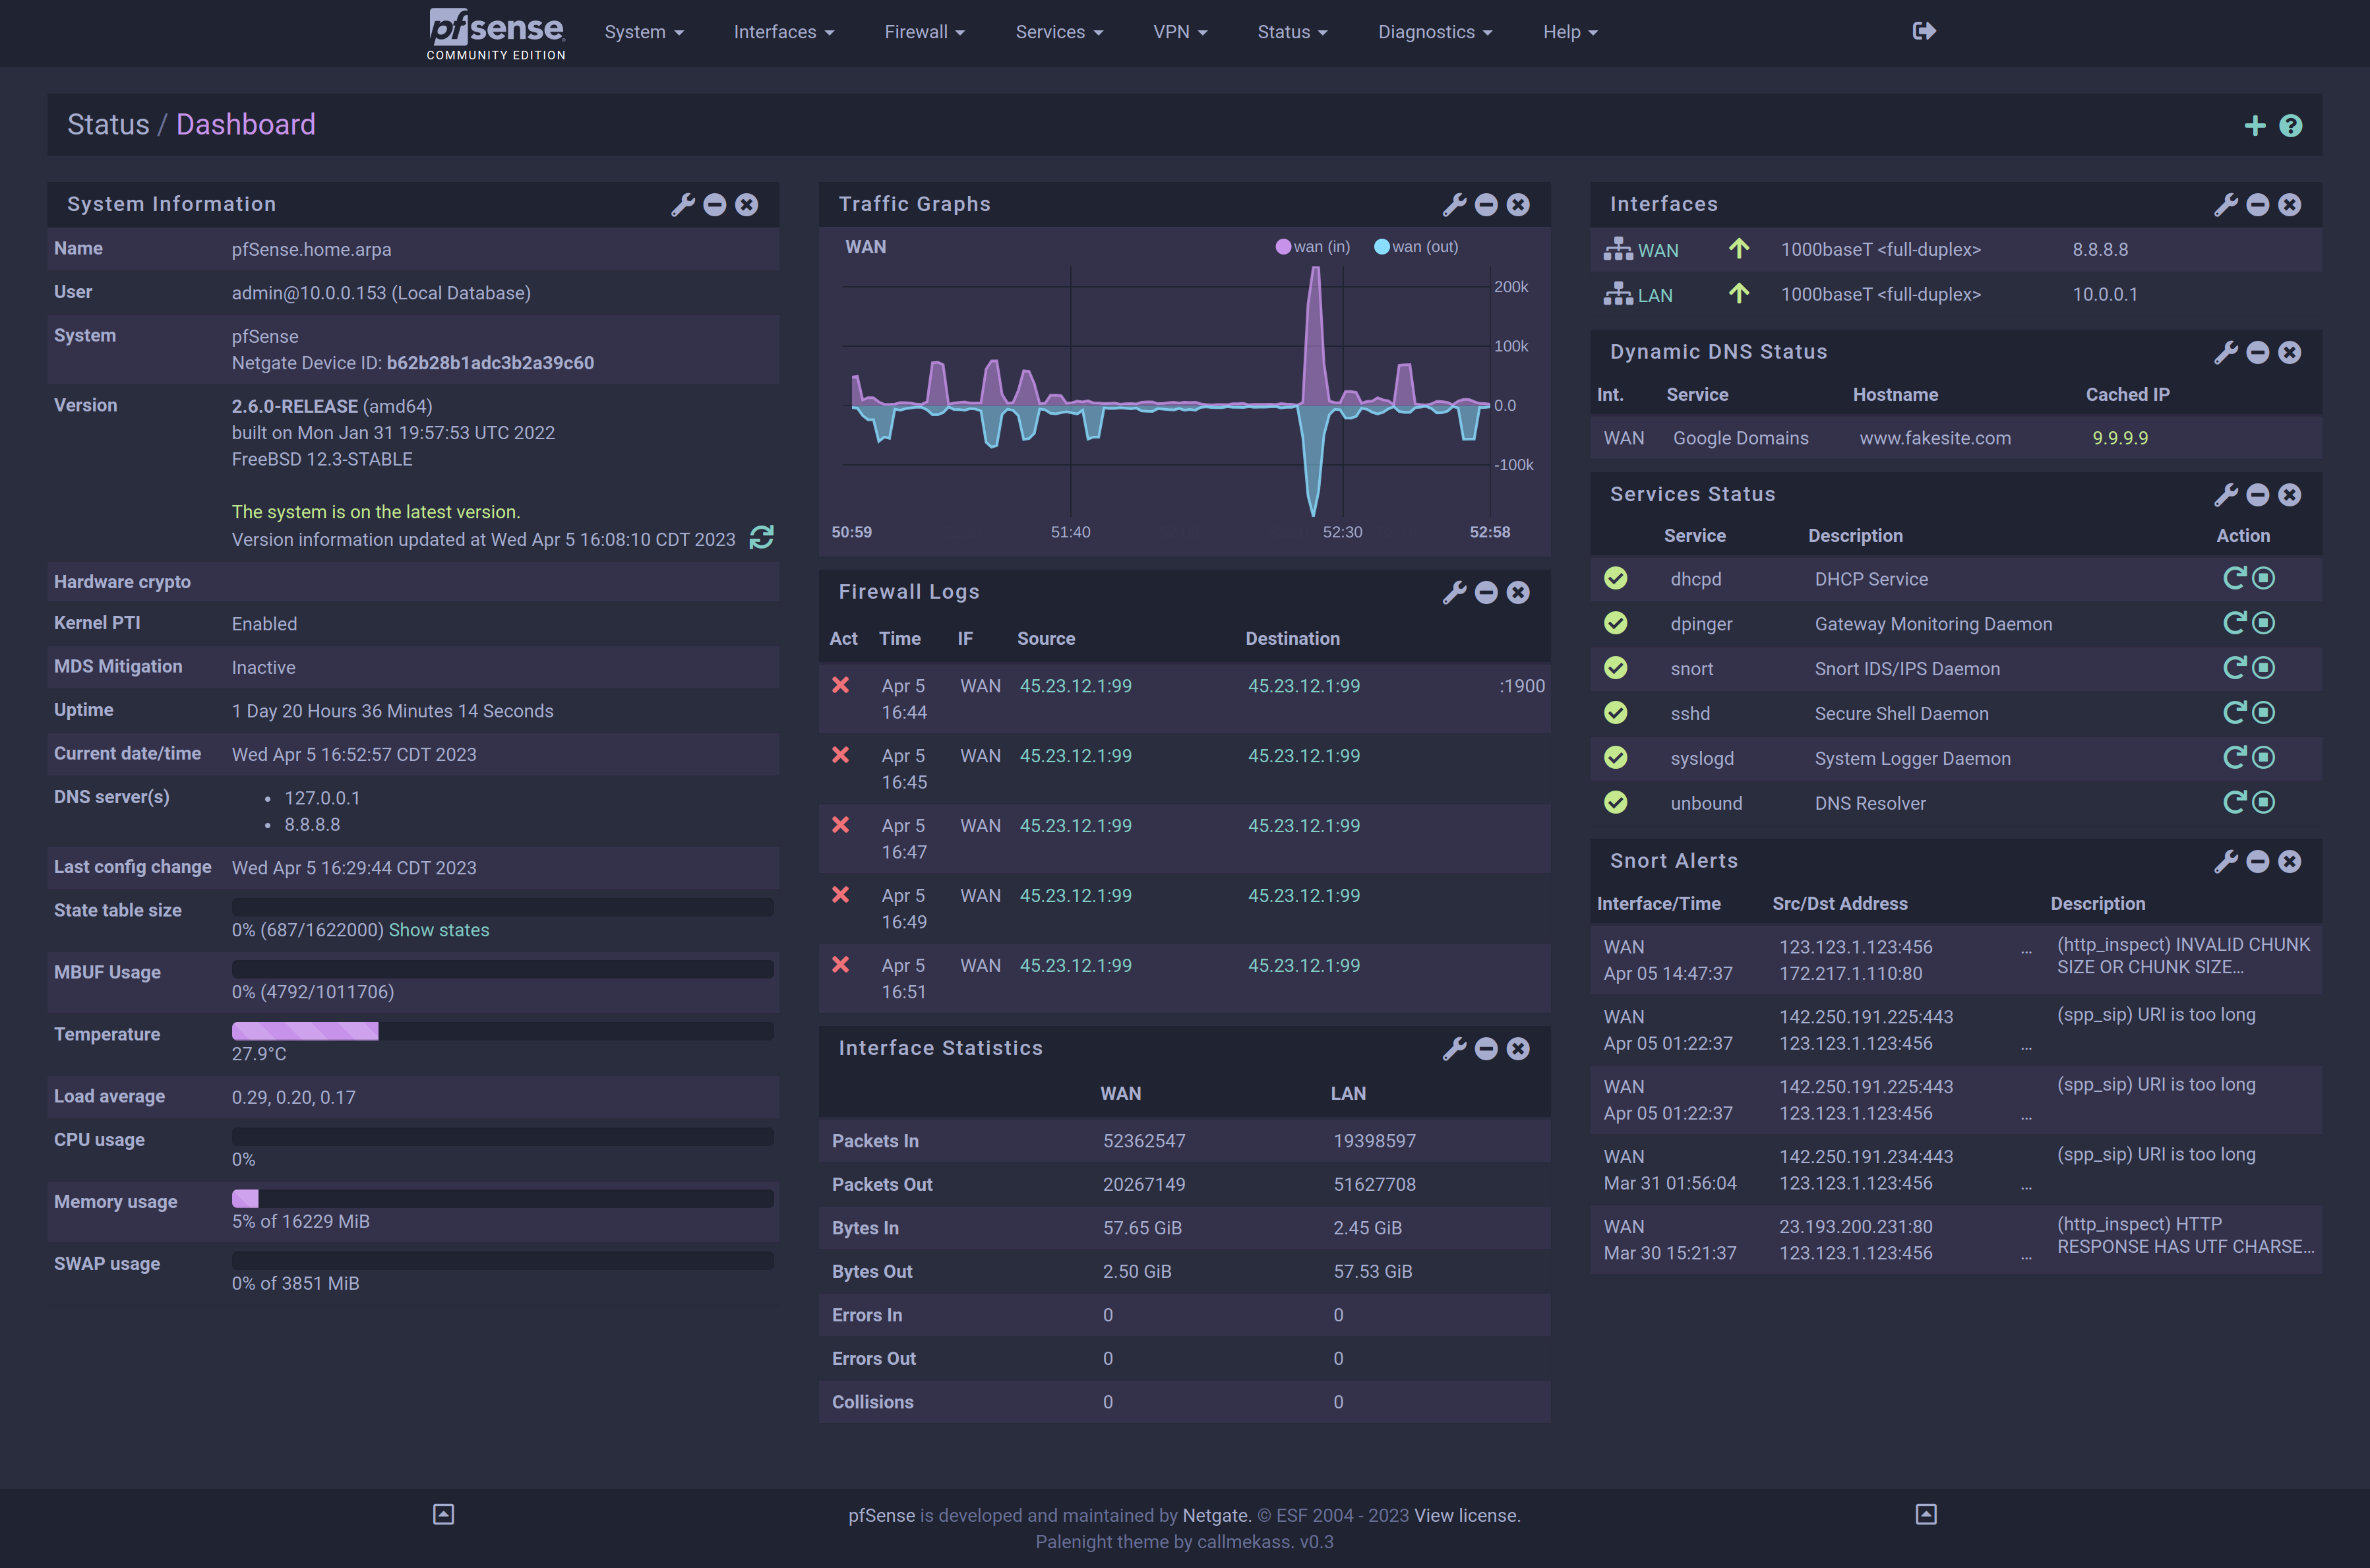 pfsense
COMMUNITY EDITION
System
Interfaces
Firewall
Services
VPN
Status
Diagnostics
Help
Status / Dashboard
System Information
Name pfSense.home.arpa
User admin@10.0.0.153 (Local Database)
System pfSense
Netgate Device ID: b62b28b1adc3b2a39c60
Version 2.6.0-RELEASE (amd64)
built on Mon Jan 31 19:57:53 UTC 2022
FreeBSD 12.3-STABLE
The system is on the latest version.
Version information updated at Wed Apr 5 16:08:10 CDT 2023
Hardware crypto
Kernel PTI Enabled
MDS Mitigation Inactive
Uptime 1 Day 20 Hours 36 Minutes 14 Seconds
Current date/time Wed Apr 5 16:52:57 CDT 2023
DNS server(s) • 127.0.0.1
• 8.8.8.8
Last config change Wed Apr 5 16:29:44 CDT 2023
State table size
0% (687/1622000) Show states
MBUF Usage
0% (4792/1011706)
Temperature
27.9°C
Load average 0.29, 0.20, 0.17
CPU usage
0%
Memory usage
5% of 16229 MiB
SWAP usage
0% of 3851 MiB
Traffic Graphs
WAN wan (in) wan (out)
200k
100k
0.0
-100k
50:59 51:40 52:30 52:58
Firewall Logs
Act Time IF Source Destination
Apr 5 WAN 45.23.12.1:99 45.23.12.1:99 :1900
16:44
Apr 5 WAN 45.23.12.1:99 45.23.12.1:99
16:45
Apr 5 WAN 45.23.12.1:99 45.23.12.1:99
16:47
Apr 5 WAN 45.23.12.1:99 45.23.12.1:99
16:49
Apr 5 WAN 45.23.12.1:99 45.23.12.1:99
16:51
Interface Statistics
WAN LAN
Packets In 52362547 19398597
Packets Out 20267149 51627708
Bytes In 57.65 GiB 2.45 GiB
Bytes Out 2.50 GiB 57.53 GiB
Errors In 0 0
Errors Out 0 0
Collisions 0 0
Interfaces
WAN 1000baseT <full-duplex> 8.8.8.8
LAN 1000baseT <full-duplex> 10.0.0.1
Dynamic DNS Status
Int. Service Hostname Cached IP
WAN Google Domains www.fakesite.com 9.9.9.9
Services Status
Service Description Action
dhcpd DHCP Service
dpinger Gateway Monitoring Daemon
snort Snort IDS/IPS Daemon
sshd Secure Shell Daemon
syslogd System Logger Daemon
unbound DNS Resolver
Snort Alerts
Interface/Time Src/Dst Address Description
WAN 123.123.1.123:456 ... (http_inspect) INVALID CHUNK
Apr 05 14:47:37 172.217.1.110:80 SIZE OR CHUNK SIZE...
WAN 142.250.191.225:443 (spp_sip) URI is too long
Apr 05 01:22:37 123.123.1.123:456 ...
WAN 142.250.191.225:443 (spp_sip) URI is too long
Apr 05 01:22:37 123.123.1.123:456 ...
WAN 142.250.191.234:443 (spp_sip) URI is too long
Mar 31 01:56:04 123.123.1.123:456 ...
WAN 23.193.200.231:80 (http_inspect) HTTP
Mar 30 15:21:37 123.123.1.123:456 ... RESPONSE HAS UTF CHARSE...
pfSense is developed and maintained by Netgate. © ESF 2004 - 2023 View license.
Palenight theme by callmekass. v0.3